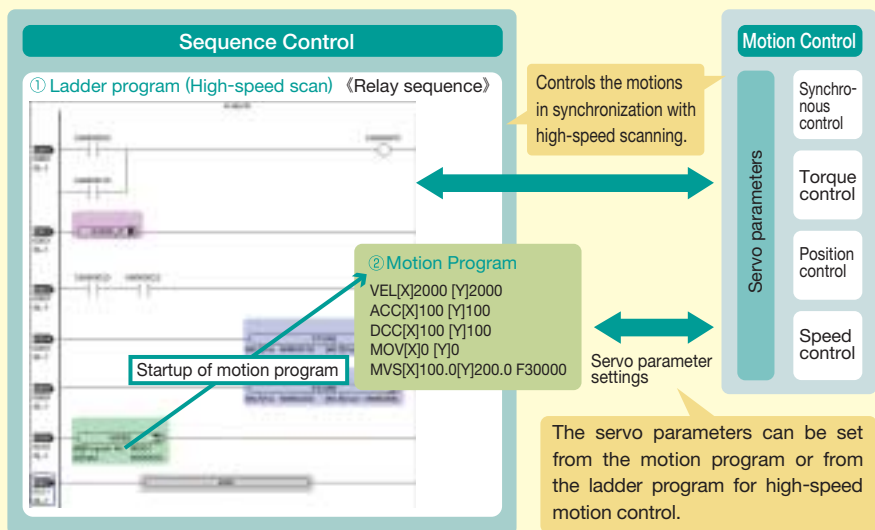 Sequence Control
① Ladder program (High-speed scan) 《Relay sequence》
Controls the motions
in synchronization with
high-speed scanning.
② Motion Program
VEL[X]2000 [Y]2000
ACC[X]100 [Y]100
DCC[X]100 [Y]100
MOV[X]0 [Y]0
MVS[X]100.0[Y]200.0 F30000
Startup of motion program
Servo parameter
settings
Motion Control
Servo parameters
Synchro-
nous
control
Torque
control
Position
control
Speed
control
The servo parameters can be set
from the motion program or from
the ladder program for high-speed
motion control.